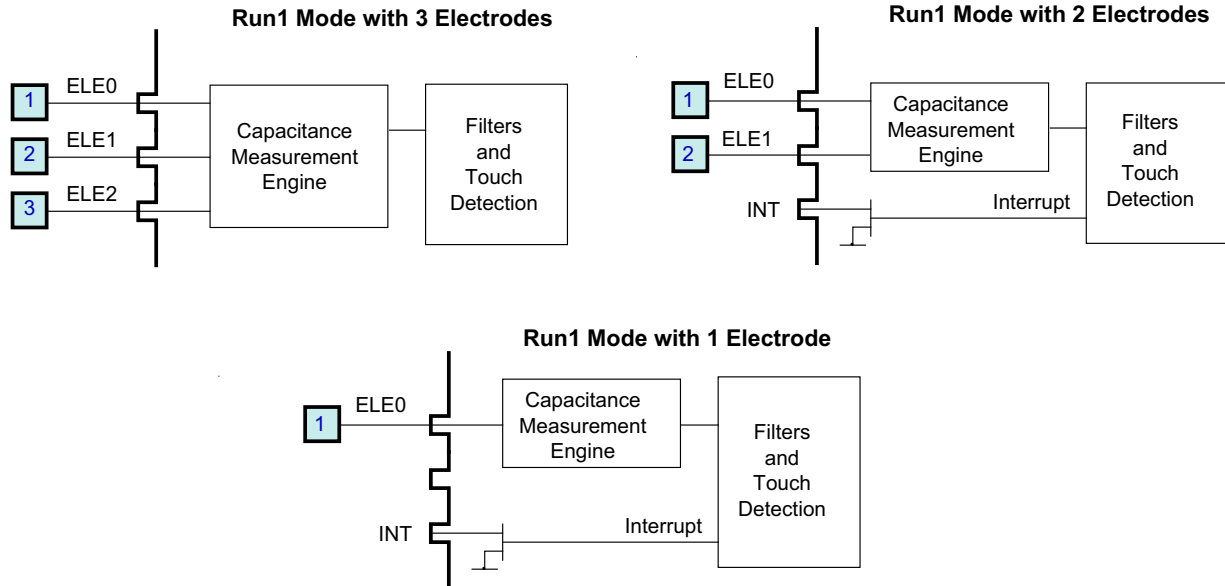 Run1 Mode with 3 Electrodes
1
ELE0
2
ELE1
3
ELE2
Capacitance
Measurement
Engine
Filters
and
Touch
Detection
Run1 Mode with 2 Electrodes
1
ELE0
2
ELE1
INT
Capacitance
Measurement
Engine
Interrupt
Filters
and
Touch
Detection
Run1 Mode with 1 Electrode
1
ELE0
INT
Capacitance
Measurement
Engine
Interrupt
Filters
and
Touch
Detection